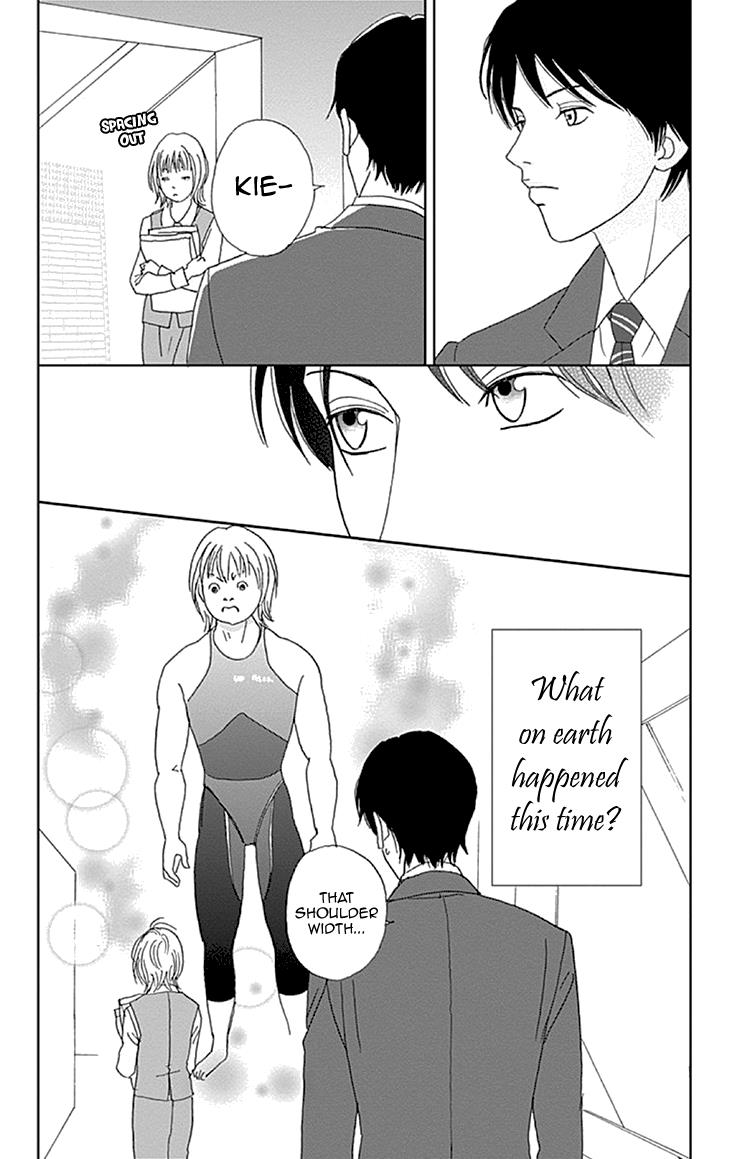 SPACING
OUT
KIE-
What
on earth
happened
this time?
THAT
SHOULDER
WIDTH...